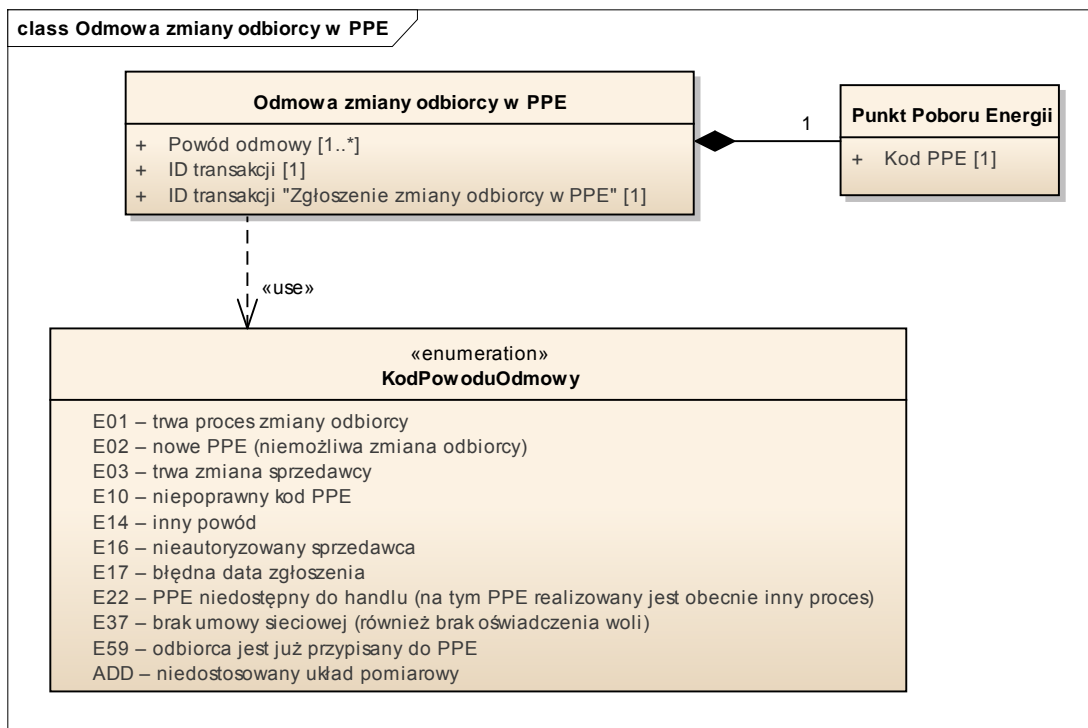 class Odmowa zmiany odbiorcy w PPE
Odmowa zmiany odbiorcy w PPE
+ Powód odmowy [1..*]
+ ID transakcji [1]
+ ID transakcji "Zgłoszenie zmiany odbiorcy w PPE" [1]
1
Punkt Poboru Energii
+ Kod PPE [1]
«use»
«enumeration»
KodPowoduOdmowy
E01 – trwa proces zmiany odbiorcy
E02 – nowe PPE (niemożliwa zmiana odbiorcy)
E03 – trwa zmiana sprzedawcy
E10 – niepoprawny kod PPE
E14 – inny powód
E16 – nieautoryzowany sprzedawca
E17 – błędna data zgłoszenia
E22 – PPE niedostępny do handlu (na tym PPE realizowany jest obecnie inny proces)
E37 – brak umowy sieciowej (również brak oświadczenia woli)
E59 – odbiorca jest już przypisany do PPE
ADD – niedostosowany układ pomiarowy